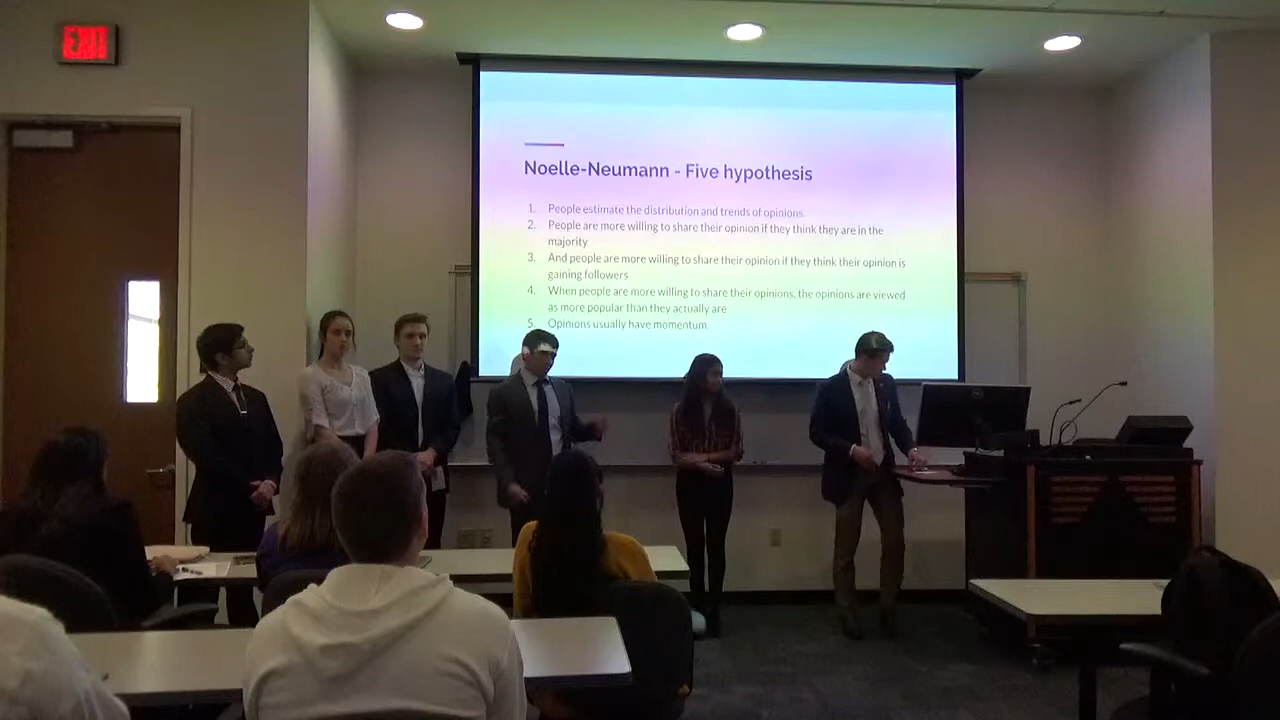 EXIT
Noelle-Neumann - Five hypothesis
1. People estimate the distribution and trends of opinions.
2. People are more willing to share their opinion if they think they are in the
majority
3. And people are more willing to share their opinion if they think their opinion is
gaining followers
4. When people are more willing to share their opinions, the opinions are viewed
as more popular than they actually are
5. Opinions usually have momentum.